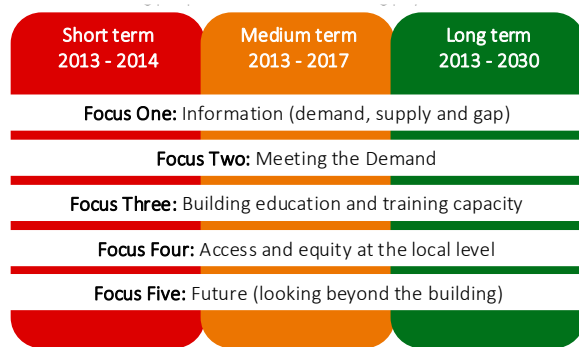 Short term
2013 - 2014
Medium term
2013 - 2017
Long term
2013 - 2030
Focus One: Information (demand, supply and gap)
Focus Two: Meeting the Demand
Focus Three: Building education and training capacity
Focus Four: Access and equity at the local level
Focus Five: Future (looking beyond the building)